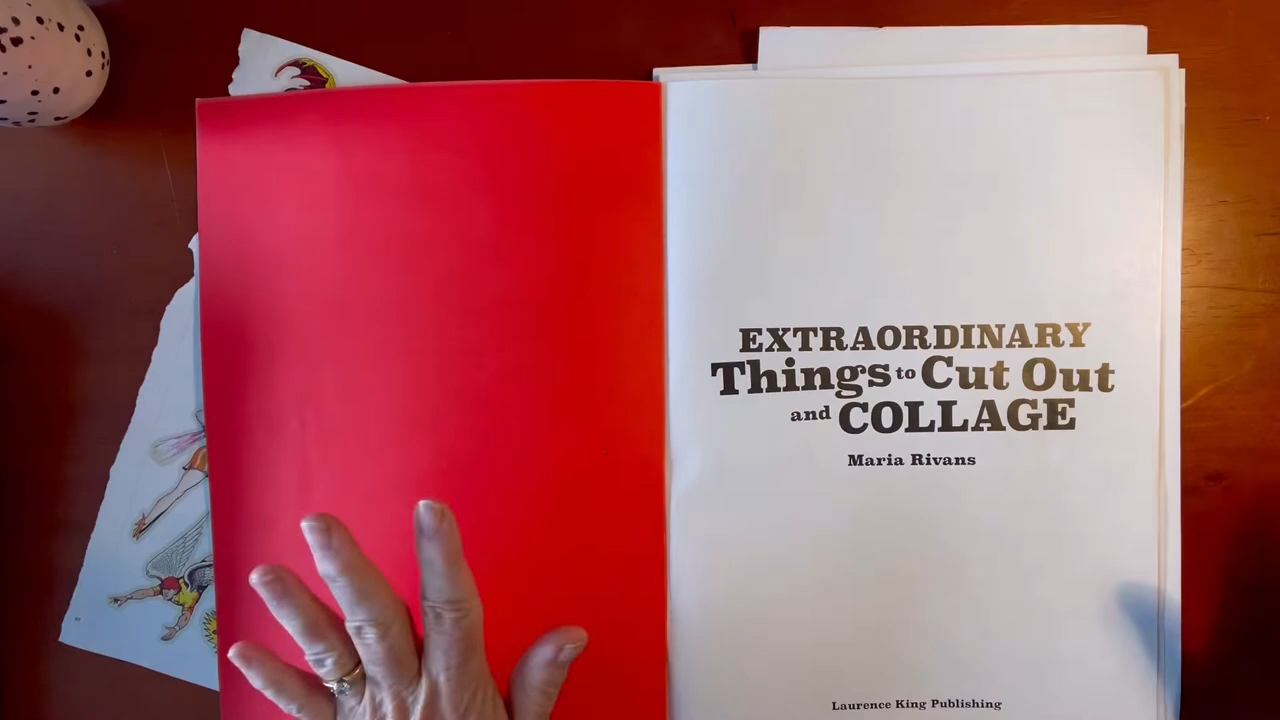 EXTRAORDINARY
Things to Cut Out
and COLLAGE
Maria Rivans
Laurence King Publishing